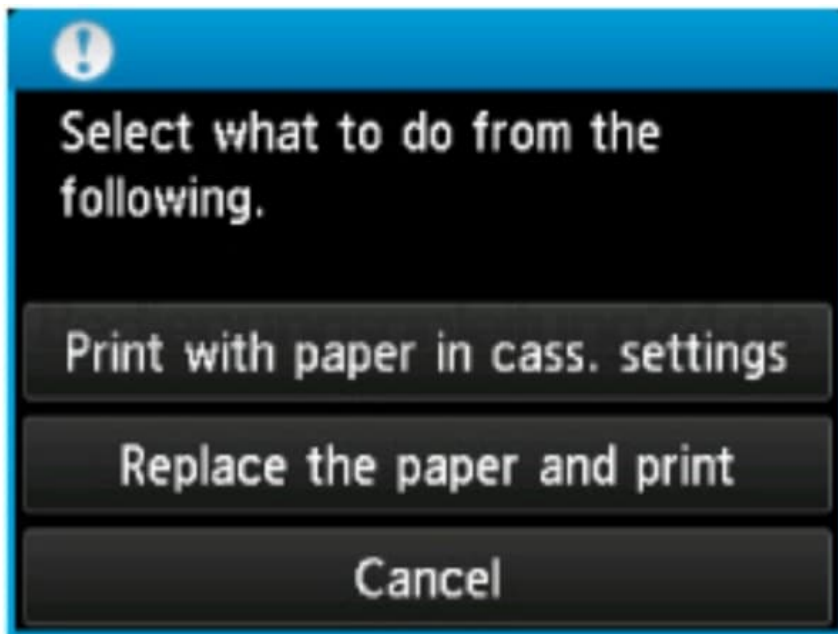 Select what to do from the
following.
Print with paper in cass. settings
Replace the paper and print
Cancel